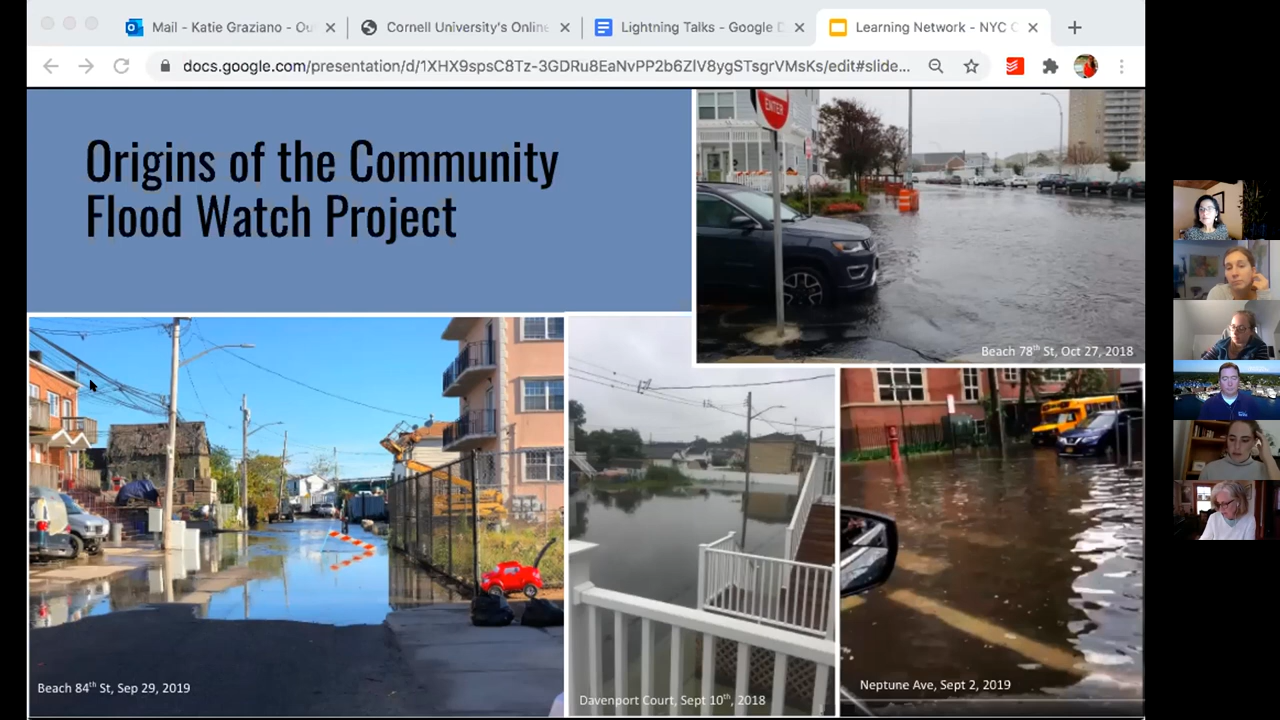 Mail - Katie Graziano - Ou
Cornell University's Online
Lightning Talks - Google D
Learning Network - NYC C
docs.google.com/presentation/d/1XHX9spsC8Tz-3GDRu8EaNvPP2b6ZIV8ygSTsgrVMsKs/edit#slide...
Origins of the Community
Flood Watch Project
ENTER
Beach 78th St, Oct 27, 2018
Beach 84th St, Sep 29, 2019
Davenport Court, Sept 10th, 2018
Neptune Ave, Sept 2, 2019